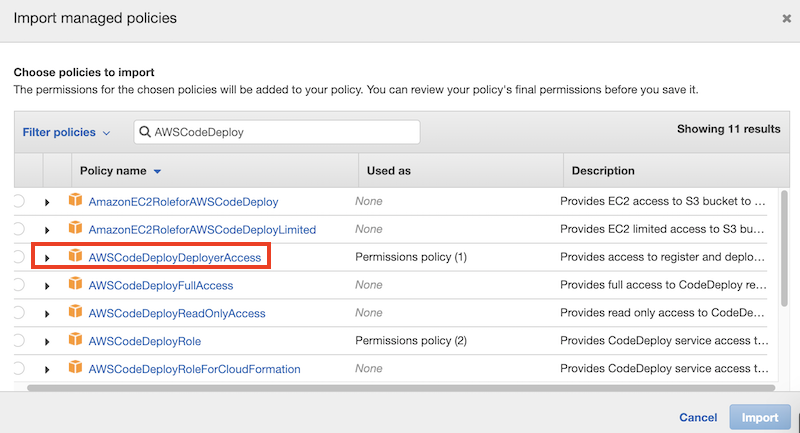 Import managed policies
Choose policies to import
The permissions for the chosen policies will be added to your policy. You can review your policy's final permissions before you save it.
Filter policies AWSCodeDeploy Showing 11 results
Policy name Used as Description
AmazonEC2RoleforAWSCodeDeploy None Provides EC2 access to S3 bucket to ...
AmazonEC2RoleforAWSCodeDeployLimited None Provides EC2 limited access to S3 bu...
AWSCodeDeployDeployerAccess Permissions policy (1) Provides access to register and deplo...
AWSCodeDeployFullAccess None Provides full access to CodeDeploy re...
AWSCodeDeployReadOnlyAccess None Provides read only access to CodeDe...
AWSCodeDeployRole Permissions policy (2) Provides CodeDeploy service access t...
AWSCodeDeployRoleForCloudFormation None Provides CodeDeploy service access t...
Cancel Import